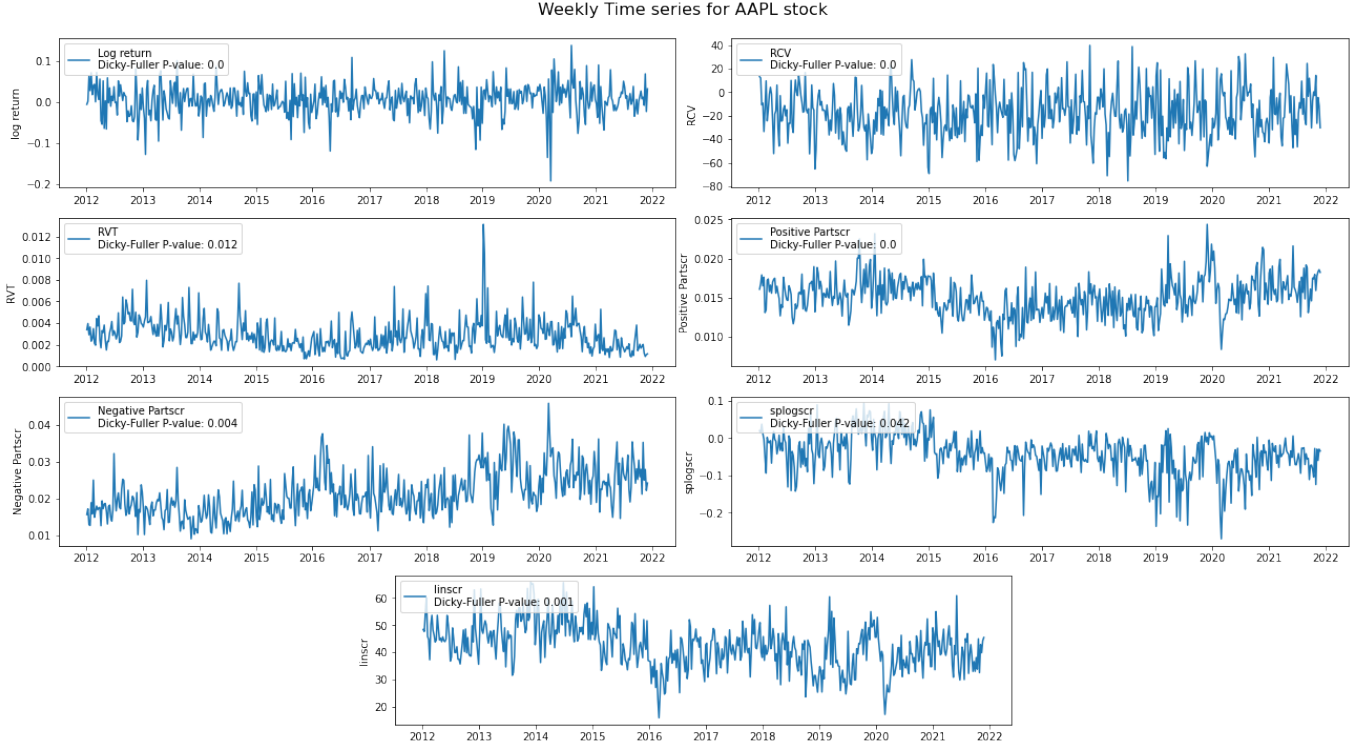 Weekly Time series for AAPL stock
Log return
Dicky-Fuller P-value: 0.0
log return
0.1
0.0
−0.1
−0.2
2012 2013 2014 2015 2016 2017 2018 2019 2020 2021 2022
RCV
Dicky-Fuller P-value: 0.0
RCV
40
20
0
−20
−40
−60
−80
2012 2013 2014 2015 2016 2017 2018 2019 2020 2021 2022
RVT
Dicky-Fuller P-value: 0.012
RVT
0.012
0.010
0.008
0.006
0.004
0.002
0.000
2012 2013 2014 2015 2016 2017 2018 2019 2020 2021 2022
Positive Partscr
Dicky-Fuller P-value: 0.0
Positive Partscr
0.025
0.020
0.015
0.010
2012 2013 2014 2015 2016 2017 2018 2019 2020 2021 2022
Negative Partscr
Dicky-Fuller P-value: 0.004
Negative Partscr
0.04
0.03
0.02
0.01
2012 2013 2014 2015 2016 2017 2018 2019 2020 2021 2022
splogscr
Dicky-Fuller P-value: 0.042
splogscr
0.1
0.0
−0.1
−0.2
2012 2013 2014 2015 2016 2017 2018 2019 2020 2021 2022
linscr
Dicky-Fuller P-value: 0.001
linscr
60
50
40
30
20
2012 2013 2014 2015 2016 2017 2018 2019 2020 2021 2022